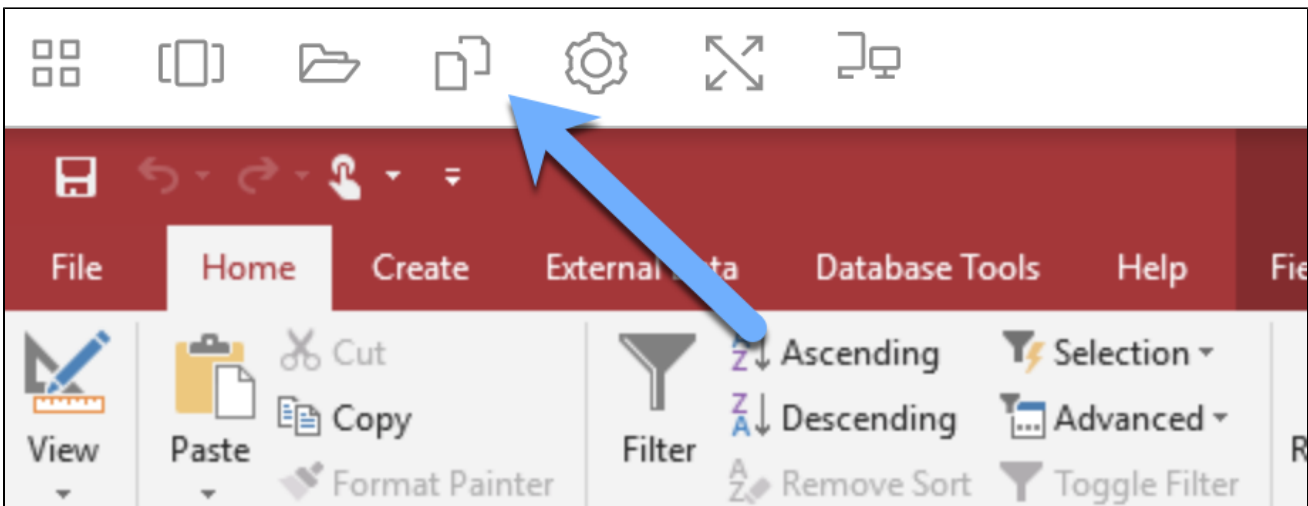 File Home Create External Data Database Tools Help
Cut Ascending Selection
Copy Descending Advanced
View Paste Filter
Format Painter Remove Sort Toggle Filter